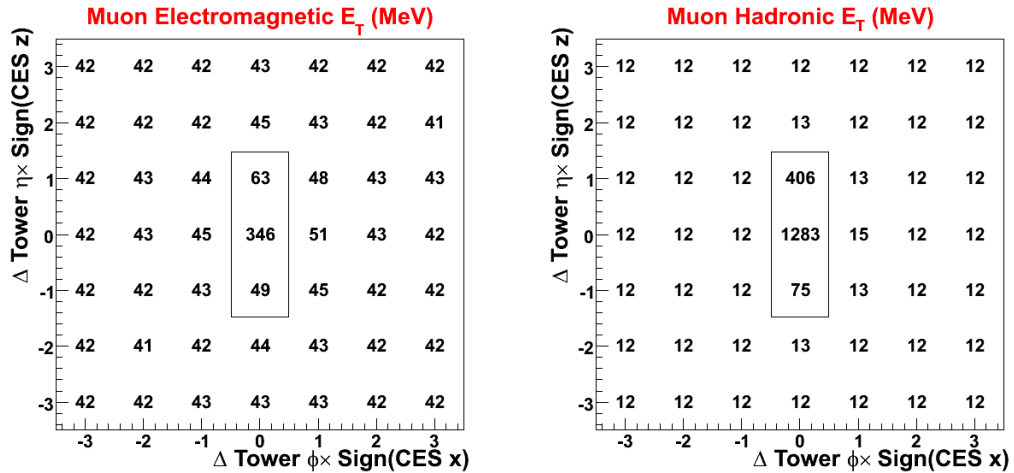 Muon Electromagnetic E_T (MeV)
Δ Tower η× Sign(CES z)
3 42 42 42 43 42 42 42
2 42 42 42 45 43 42 41
1 42 43 44 63 48 43 43
0 42 43 45 346 51 43 42
-1 42 42 43 49 45 42 42
-2 42 41 42 44 43 42 42
-3 42 42 43 43 43 42 42
-3 -2 -1 0 1 2 3
Δ Tower ϕ× Sign(CES x)
Muon Hadronic E_T (MeV)
Δ Tower η× Sign(CES z)
3 12 12 12 12 12 12 12
2 12 12 12 13 12 12 12
1 12 12 12 406 13 12 12
0 12 12 12 1283 15 12 12
-1 12 12 12 75 13 12 12
-2 12 12 12 13 12 12 12
-3 12 12 12 12 12 12 12
-3 -2 -1 0 1 2 3
Δ Tower ϕ× Sign(CES x)